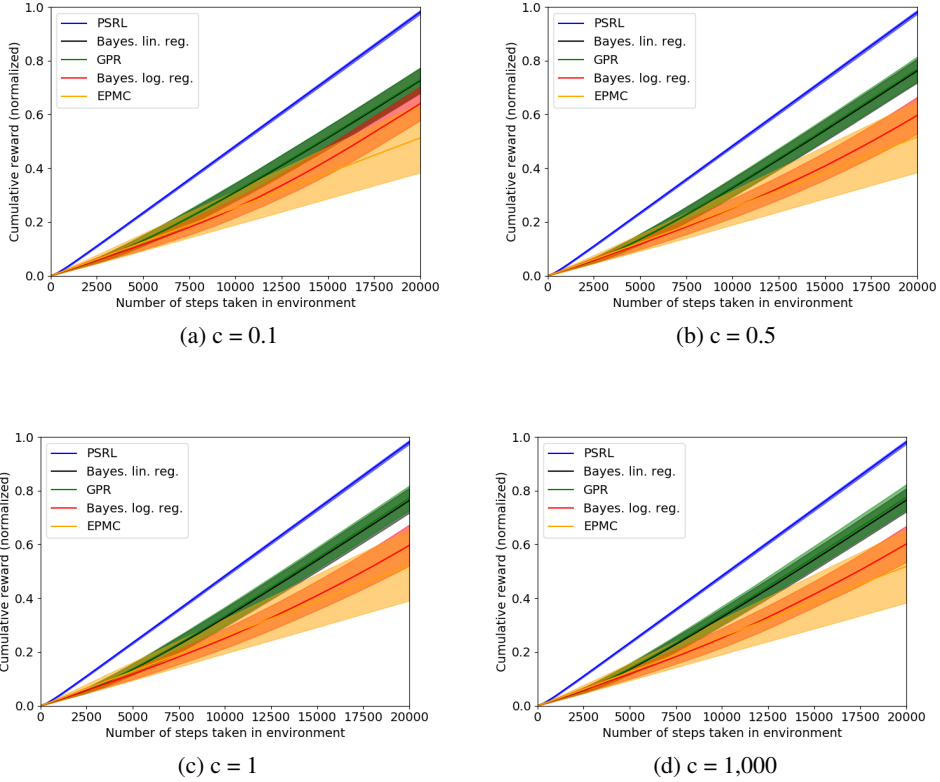 1.0
0.8
0.6
0.4
0.2
0.0
Cumulative reward (normalized)
PSRL
Bayes. lin. reg.
GPR
Bayes. log. reg.
EPMC
0 2500 5000 7500 10000 12500 15000 17500 20000
Number of steps taken in environment
(a) c = 0.1
1.0
0.8
0.6
0.4
0.2
0.0
Cumulative reward (normalized)
PSRL
Bayes. lin. reg.
GPR
Bayes. log. reg.
EPMC
0 2500 5000 7500 10000 12500 15000 17500 20000
Number of steps taken in environment
(b) c = 0.5
1.0
0.8
0.6
0.4
0.2
0.0
Cumulative reward (normalized)
PSRL
Bayes. lin. reg.
GPR
Bayes. log. reg.
EPMC
0 2500 5000 7500 10000 12500 15000 17500 20000
Number of steps taken in environment
(c) c = 1
1.0
0.8
0.6
0.4
0.2
0.0
Cumulative reward (normalized)
PSRL
Bayes. lin. reg.
GPR
Bayes. log. reg.
EPMC
0 2500 5000 7500 10000 12500 15000 17500 20000
Number of steps taken in environment
(d) c = 1,000